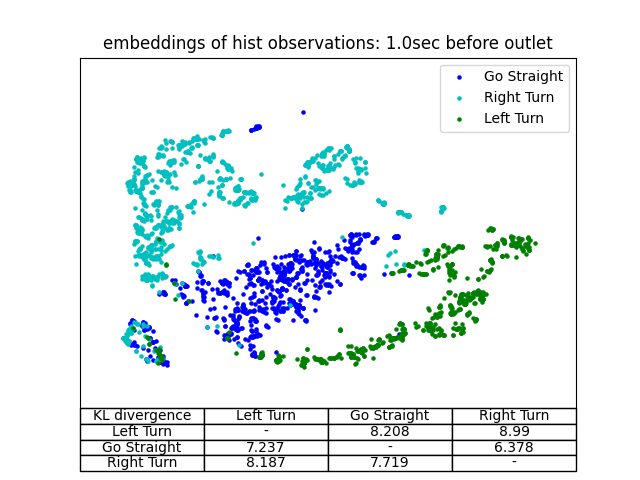 embeddings of hist observations: 1.0sec before outlet
Go Straight
Right Turn
Left Turn
KL divergence Left Turn Go Straight Right Turn
Left Turn - 8.208 8.99
Go Straight 7.237 - 6.378
Right Turn 8.187 7.719 -